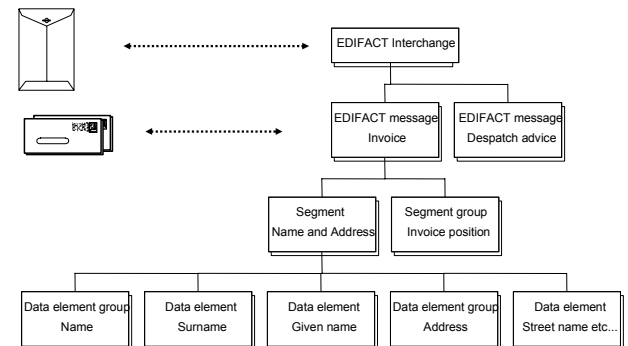 EDIFACT Interchange
EDIFACT message
Invoice
EDIFACT message
Despatch advice
Segment
Name and Address
Segment group
Invoice position
Data element group
Name
Data element
Surname
Data element
Given name
Data element group
Address
Data element
Street name etc...